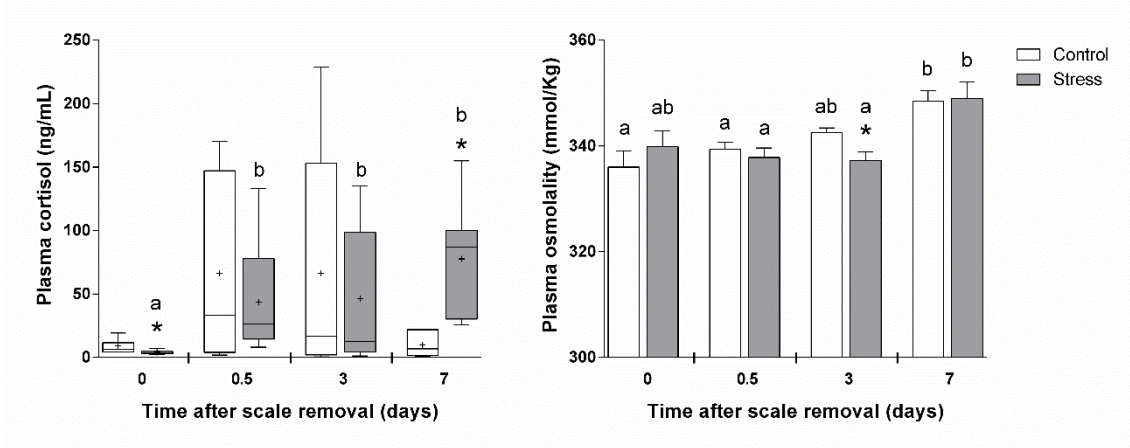 250
200
150
100
50
0
Plasma cortisol (ng/mL)
a
*
b
b
b
*
0 0.5 3 7
Time after scale removal (days)
360
340
320
300
Plasma osmolality (mmol/Kg)
a ab a a ab a b b
*
0 0.5 3 7
Time after scale removal (days)
Control
Stress